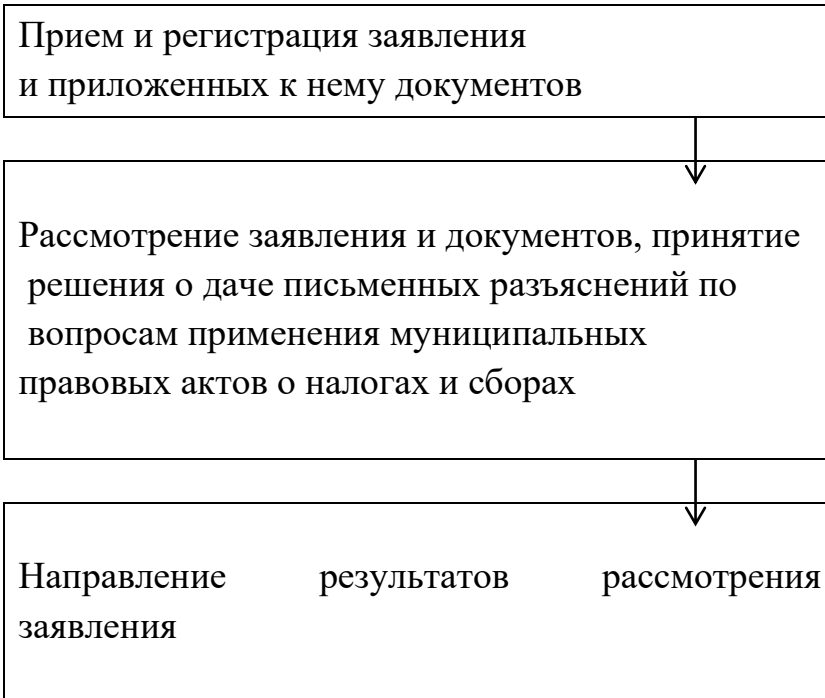 Прием и регистрация заявления
и приложенных к нему документов
Рассмотрение заявления и документов, принятие
решения о даче письменных разъяснений по
вопросам применения муниципальных
правовых актов о налогах и сборах
Направление результатов рассмотрения
заявления